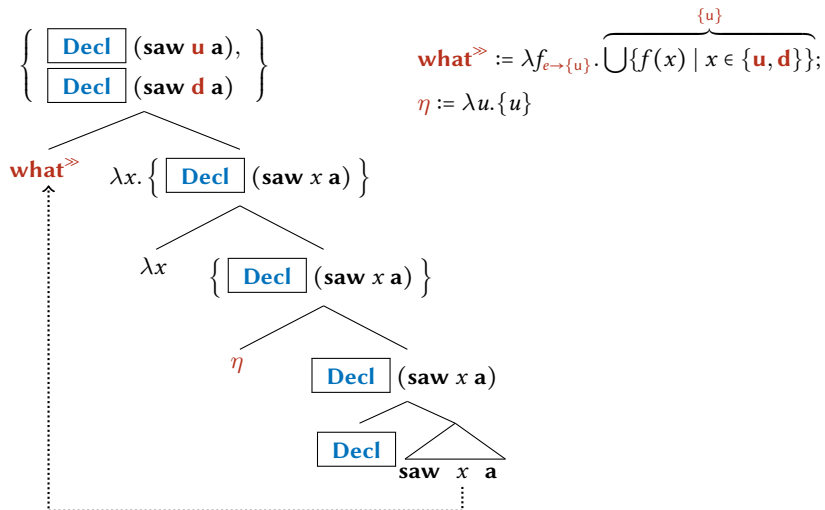 { Decl (saw u a),
Decl (saw d a) }
{u}
what≫ := λf_{e→{u}}. ⋃{f(x) | x ∈ {u, d}};
η := λu.{u}
what≫ λx. { Decl (saw x a) }
λx { Decl (saw x a) }
η Decl (saw x a)
Decl saw x a